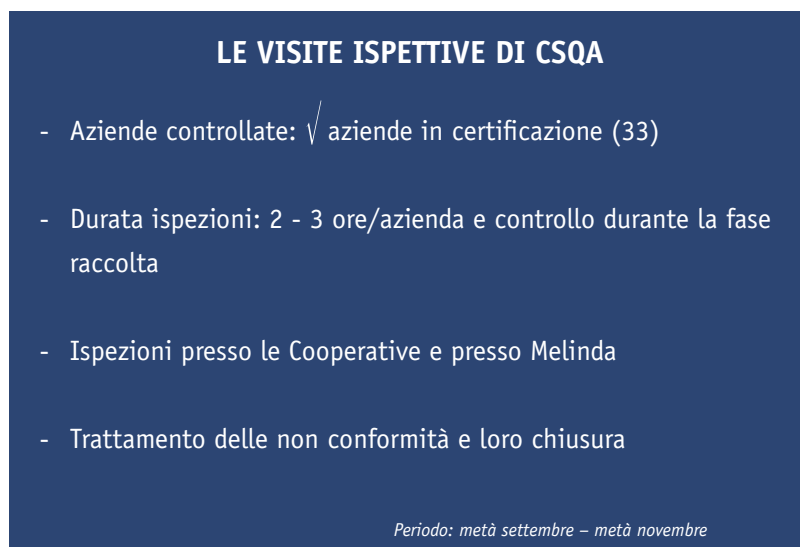 LE VISITE ISPETTIVE DI CSQA
- Aziende controllate: √ aziende in certificazione (33)
- Durata ispezioni: 2 - 3 ore/azienda e controllo durante la fase
raccolta
- Ispezioni presso le Cooperative e presso Melinda
- Trattamento delle non conformità e loro chiusura
Periodo: metà settembre – metà novembre